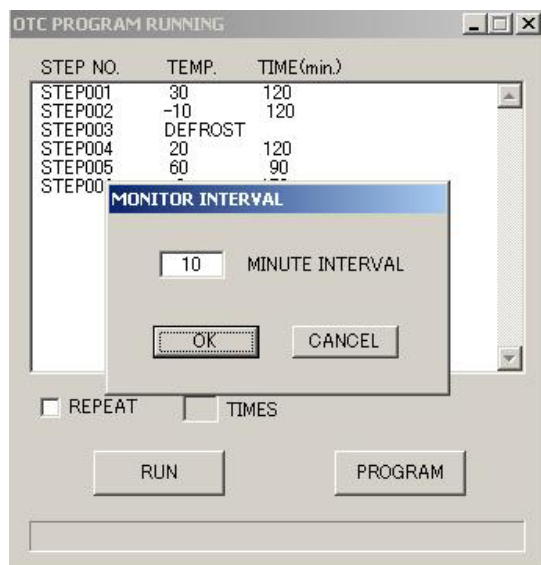 OTC PROGRAM RUNNING
STEP NO. TEMP. TIME(min.)
STEP001 30 120
STEP002 -10 120
STEP003 DEFROST
STEP004 20 120
STEP005 60 90
MONITOR INTERVAL
10 MINUTE INTERVAL
OK CANCEL
REPEAT TIMES
RUN PROGRAM